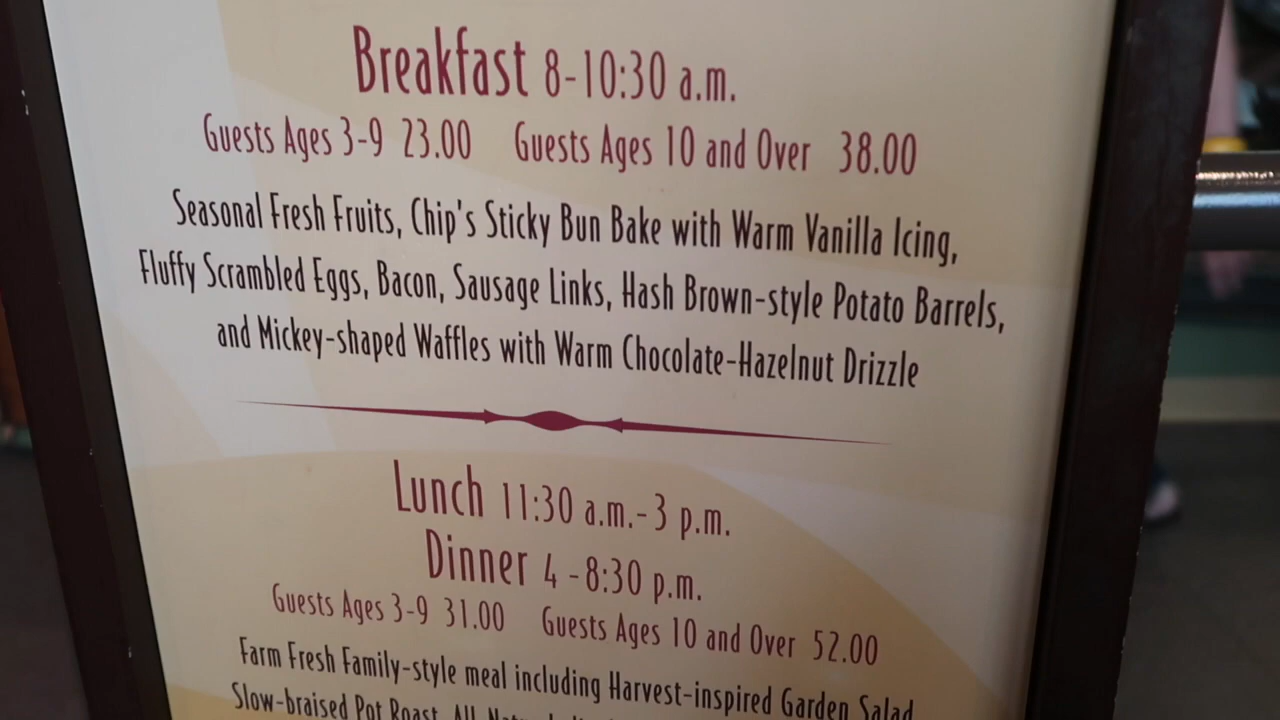 Breakfast 8-10:30 a.m.
Guests Ages 3-9 23.00 Guests Ages 10 and Over 38.00
Seasonal Fresh Fruits, Chip's Sticky Bun Bake with Warm Vanilla Icing,
Fluffy Scrambled Eggs, Bacon, Sausage Links, Hash Brown-style Potato Barrels,
and Mickey-shaped Waffles with Warm Chocolate-Hazelnut Drizzle
Lunch 11:30 a.m.- 3 p.m.
Dinner 4 -8:30 p.m.
Guests Ages 3-9 31.00 Guests Ages 10 and Over 52.00
Farm Fresh Family-style meal including Harvest-inspired Garden Salad
Slow-braised Pot Roast, All